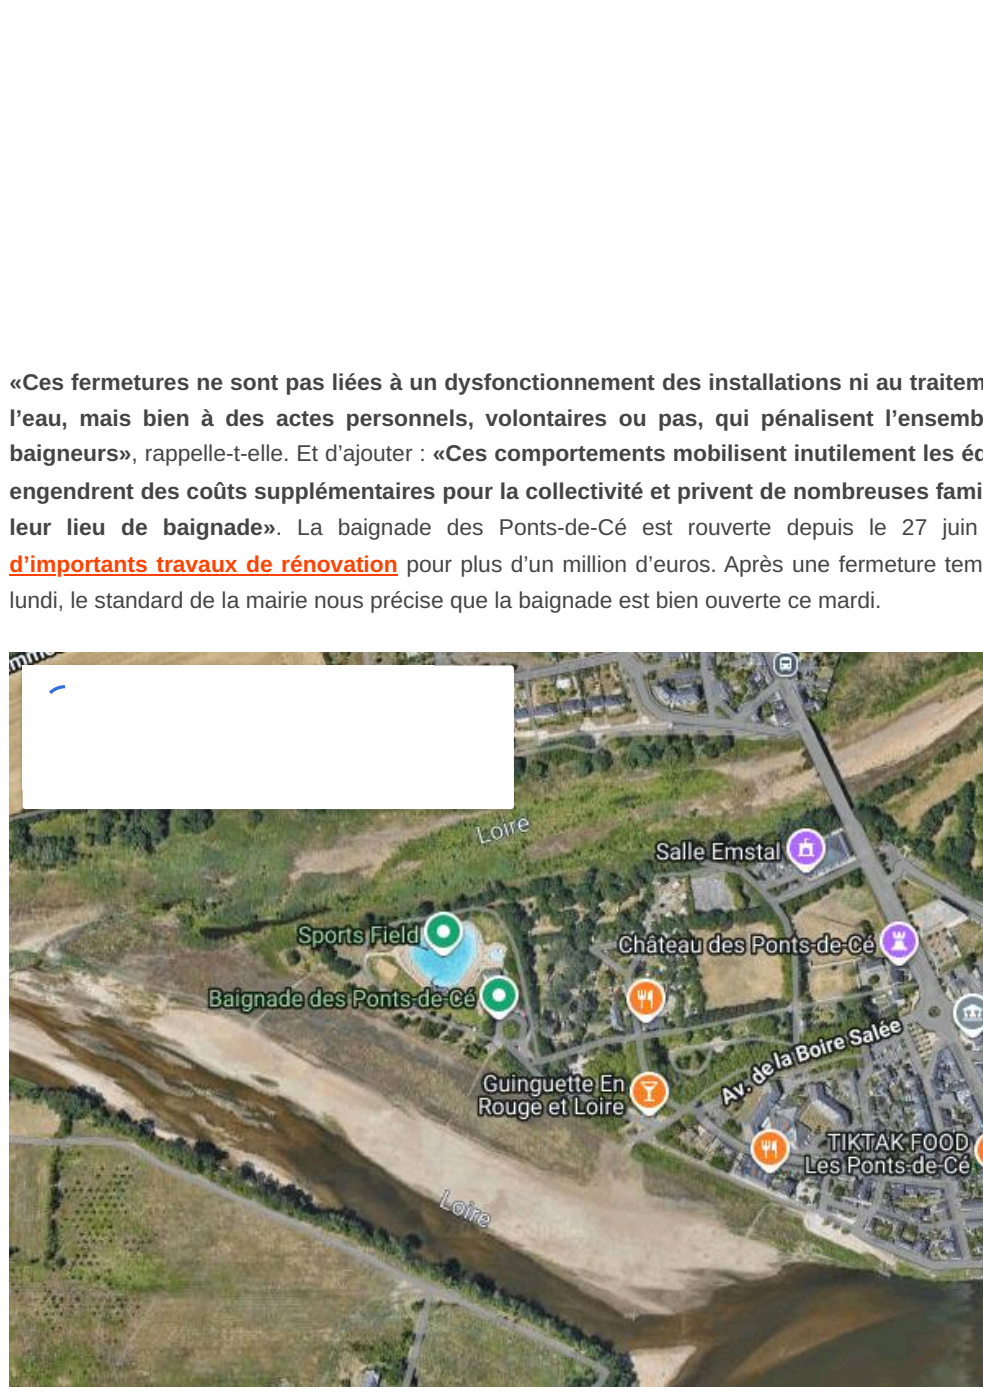 «Ces fermetures ne sont pas liées à un dysfonctionnement des installations ni au
l’eau, mais bien à des actes personnels, volontaires ou pas, qui pénalisent
baigneurs», rappelle-t-elle. Et d’ajouter : «Ces comportements mobilisent inutilement les
engendrent des coûts supplémentaires pour la collectivité et privent de nombreuses
leur lieu de baignade». La baignade des Ponts-de-Cé est rouverte depuis le 27 juin
d’importants travaux de rénovation pour plus d’un million d’euros. Après une fermeture
lundi, le standard de la mairie nous précise que la baignade est bien ouverte ce mardi.
Loire
Salle Emstal
Sports Field
Château des Ponts-de-Cé
Baignade des Ponts-de-Cé
Av. de la Boire Salée
Guinguette En
Rouge et Loire
TIKTAK FOOD
Les Ponts-de-Cé
Loire